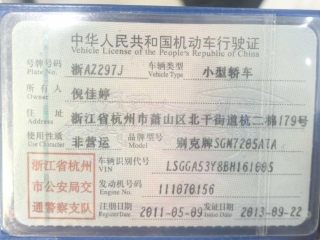 中华人民共和国机动车行驶证
Vehicle License of the People's Republic of China
号牌号码 浙AZ297J 车辆类型 小型轿车
Plate No. Vehicle Type
所有人 倪佳婷
Owner
住址 浙江省杭州市萧山区北干街道杭二棉179号
Address
使用性质 非营运 品牌型号 别克牌SGM7205ATA
Use Character Model
浙江省杭州市公安局交通警察支队
车辆识别代号 LSGGA53Y8BH161005
VIN
发动机号码 111070156
Engine No.
注册日期 2011-05-09 发证日期 2013-09-22
Register Date Issue Date